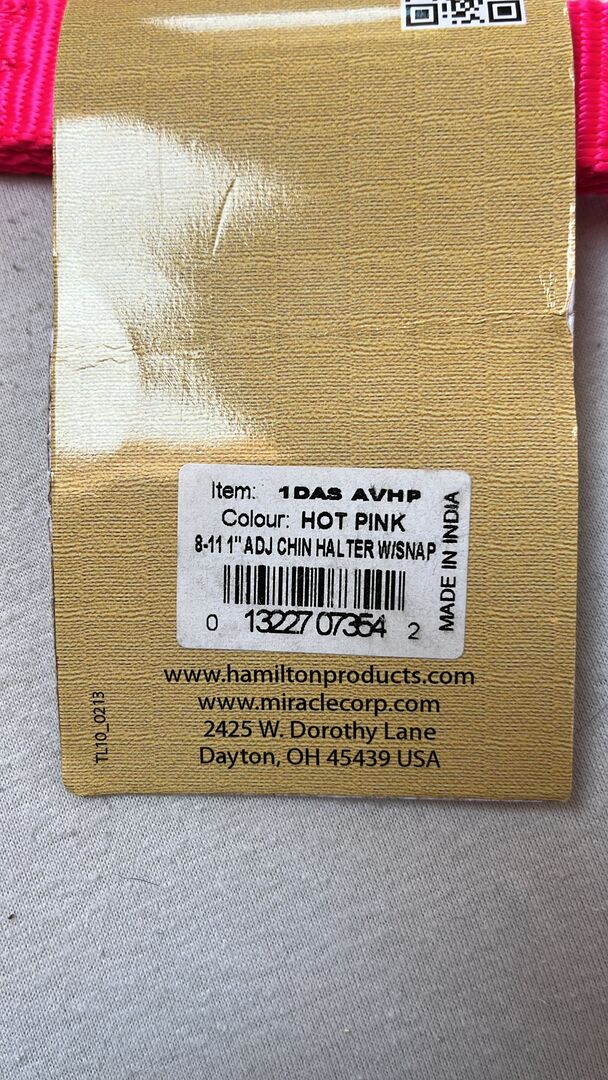 Item: 1DAS AVHP
Colour: HOT PINK
8-11 1" ADJ CHIN HALTER W/SNAP
MADE IN INDIA
0 13227 07354 2
www.hamiltonproducts.com
www.miraclecorp.com
2425 W. Dorothy Lane
Dayton, OH 45439 USA
TL10_0213